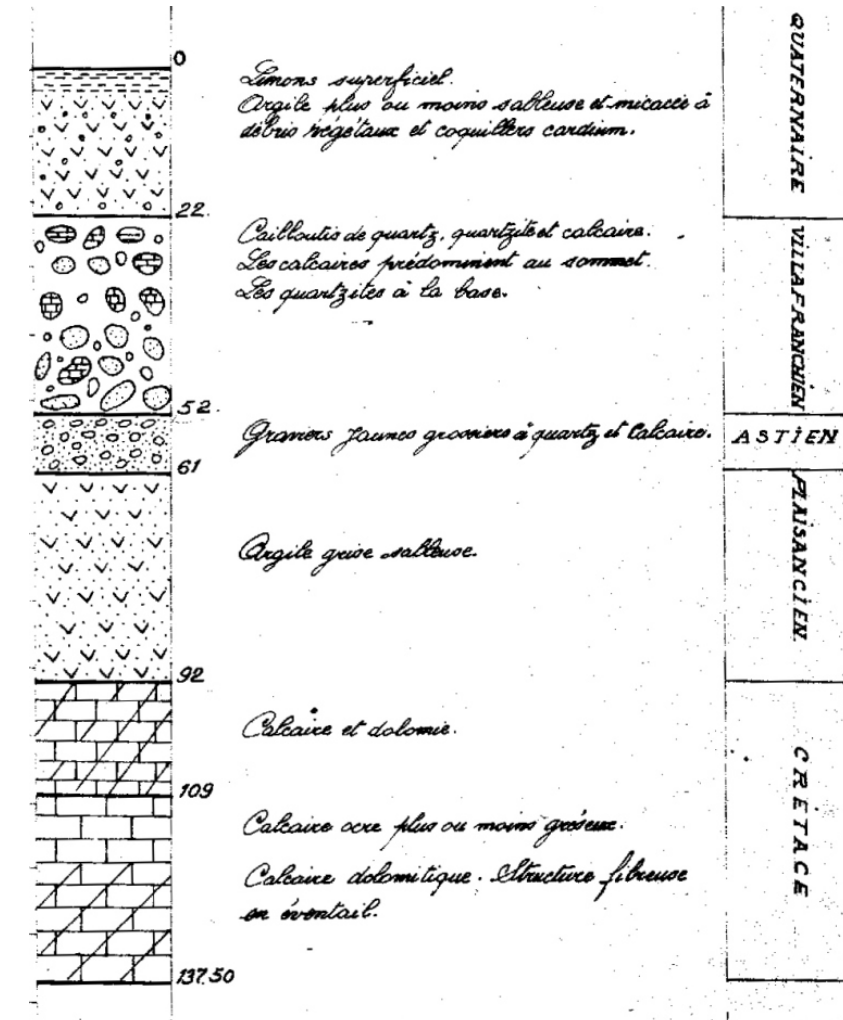 0
Limons superficiel.
Argile plus ou moins sableuse et micacée à
débris végétaux et coquillers cardium.
QUATERNAIRE
22.
Cailloutis de quartz, quartzite et calcaire.
Les calcaires prédominent au sommet.
Les quartzites à la base.
VILLAFRANCHIEN
52.
Graviers Jaunes grossiers à quartz et Calcaire.
ASTIEN
61
Argile grise sableuse.
PLAISANCIEN.
92
Calcaire et dolomie.
109
Calcaire ocre plus ou moins gréseux.
Calcaire dolomitique. Structure fibreuse
en éventail.
CRETACE
137.50